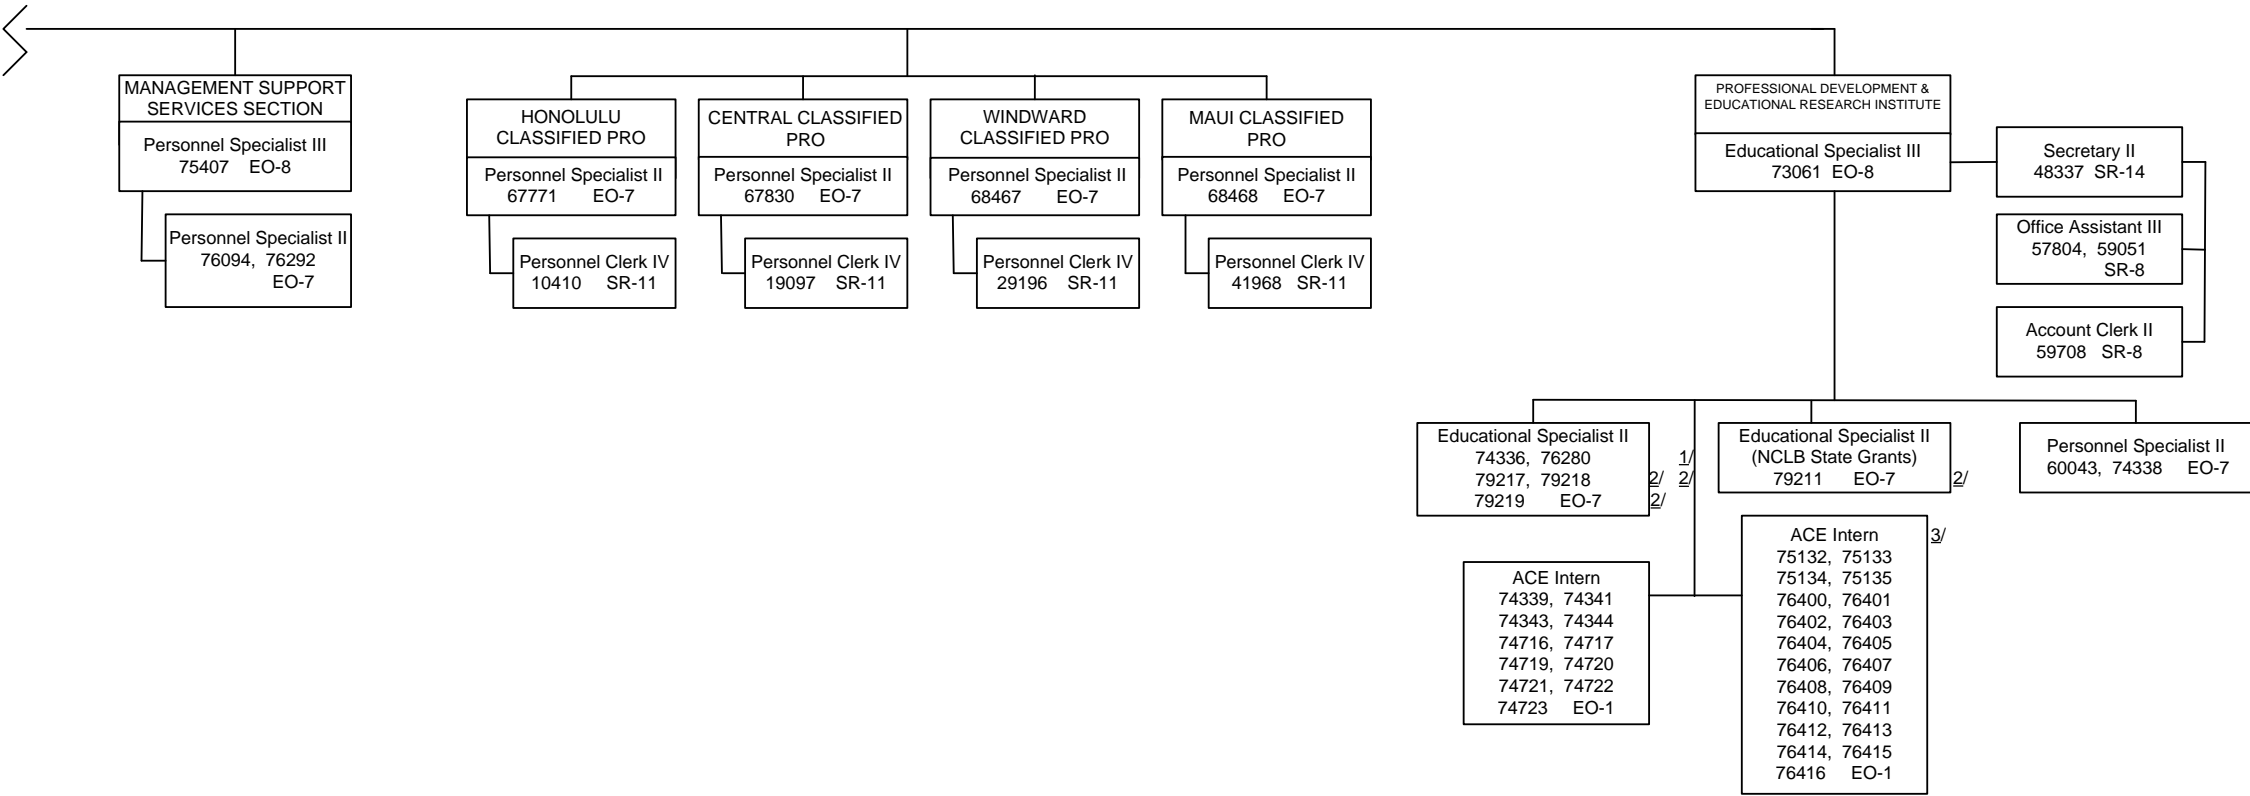 MANAGEMENT SUPPORT
SERVICES SECTION
Personnel Specialist III
75407 EO-8
Personnel Specialist II
76094, 76292
EO-7
HONOLULU
CLASSIFIED PRO
Personnel Specialist II
67771 EO-7
Personnel Clerk IV
10410 SR-11
CENTRAL CLASSIFIED
PRO
Personnel Specialist II
67830 EO-7
Personnel Clerk IV
19097 SR-11
WINDWARD
CLASSIFIED PRO
Personnel Specialist II
68467 EO-7
Personnel Clerk IV
29196 SR-11
MAUI CLASSIFIED
PRO
Personnel Specialist II
68468 EO-7
Personnel Clerk IV
41968 SR-11
PROFESSIONAL DEVELOPMENT &
EDUCATIONAL RESEARCH INSTITUTE
Educational Specialist III
73061 EO-8
Secretary II
48337 SR-14
Office Assistant III
57804, 59051
SR-8
Account Clerk II
59708 SR-8
Educational Specialist II
74336, 76280 1/
79217, 79218 2/ 2/
79219 EO-7 2/
Educational Specialist II
(NCLB State Grants)
79211 EO-7 2/
Personnel Specialist II
60043, 74338 EO-7
ACE Intern
74339, 74341
74343, 74344
74716, 74717
74719, 74720
74721, 74722
74723 EO-1
ACE Intern 3/
75132, 75133
75134, 75135
76400, 76401
76402, 76403
76404, 76405
76406, 76407
76408, 76409
76410, 76411
76412, 76413
76414, 76415
76416 EO-1